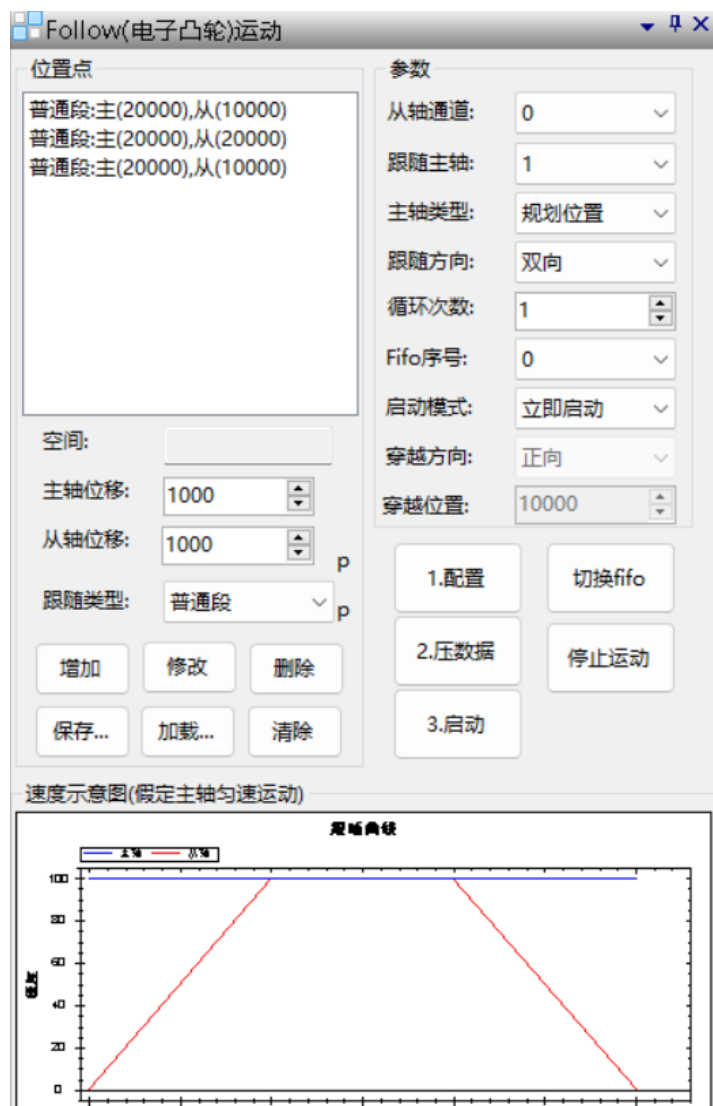 Follow(电子凸轮)运动
位置点
普通段:主(20000),从(10000)
普通段:主(20000),从(20000)
普通段:主(20000),从(10000)
空间:
主轴位移: 1000
从轴位移: 1000
p
跟随类型: 普通段
p
增加 修改 删除
保存... 加载... 清除
参数
从轴通道: 0
跟随主轴: 1
主轴类型: 规划位置
跟随方向: 双向
循环次数: 1
Fifo序号: 0
启动模式: 立即启动
穿越方向: 正向
穿越位置: 10000
1.配置 切换fifo
2.压数据 停止运动
3.启动
速度示意图(假定主轴匀速运动)
曲线
主轴 从轴
速度
100
80
60
40
20
0